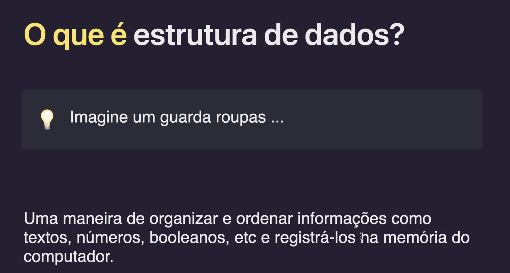 O que é estrutura de dados?
Imagine um guarda roupas ...
Uma maneira de organizar e ordenar informações como
textos, números, booleanos, etc e registrá-los na memória do
computador.